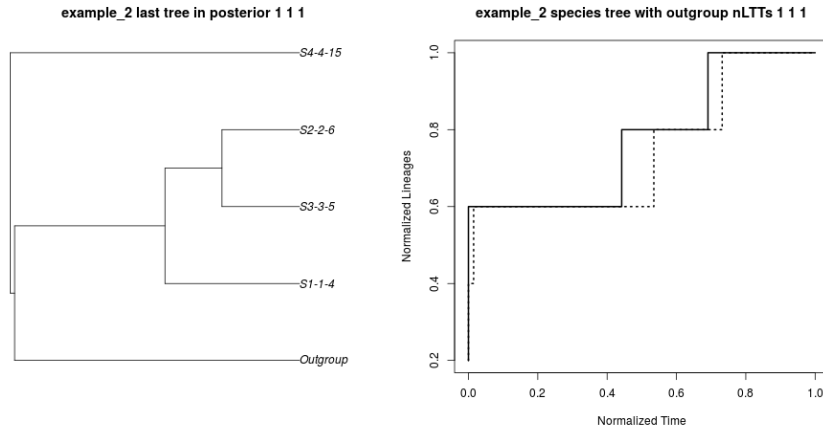 example_2 last tree in posterior 1 1 1
S4-4-15
S2-2-6
S3-3-5
S1-1-4
Outgroup
example_2 species tree with outgroup nLTTs 1 1 1
Normalized Lineages
1.0
0.8
0.6
0.4
0.2
0.0 0.2 0.4 0.6 0.8 1.0
Normalized Time